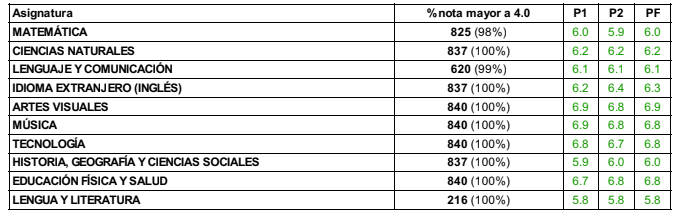 Asignatura %nota mayor a 4.0 P1 P2 PF
MATEMÁTICA 825 (98%) 6.0 5.9 6.0
CIENCIAS NATURALES 837 (100%) 6.2 6.2 6.2
LENGUAJE Y COMUNICACIÓN 620 (99%) 6.1 6.1 6.1
IDIOMA EXTRANJERO (INGLÉS) 837 (100%) 6.2 6.4 6.3
ARTES VISUALES 840 (100%) 6.9 6.8 6.9
MÚSICA 840 (100%) 6.9 6.8 6.8
TECNOLOGÍA 840 (100%) 6.8 6.7 6.8
HISTORIA, GEOGRAFÍA Y CIENCIAS SOCIALES 837 (100%) 5.9 6.0 6.0
EDUCACIÓN FÍSICA Y SALUD 840 (100%) 6.7 6.8 6.8
LENGUA Y LITERATURA 216 (100%) 5.8 5.8 5.8